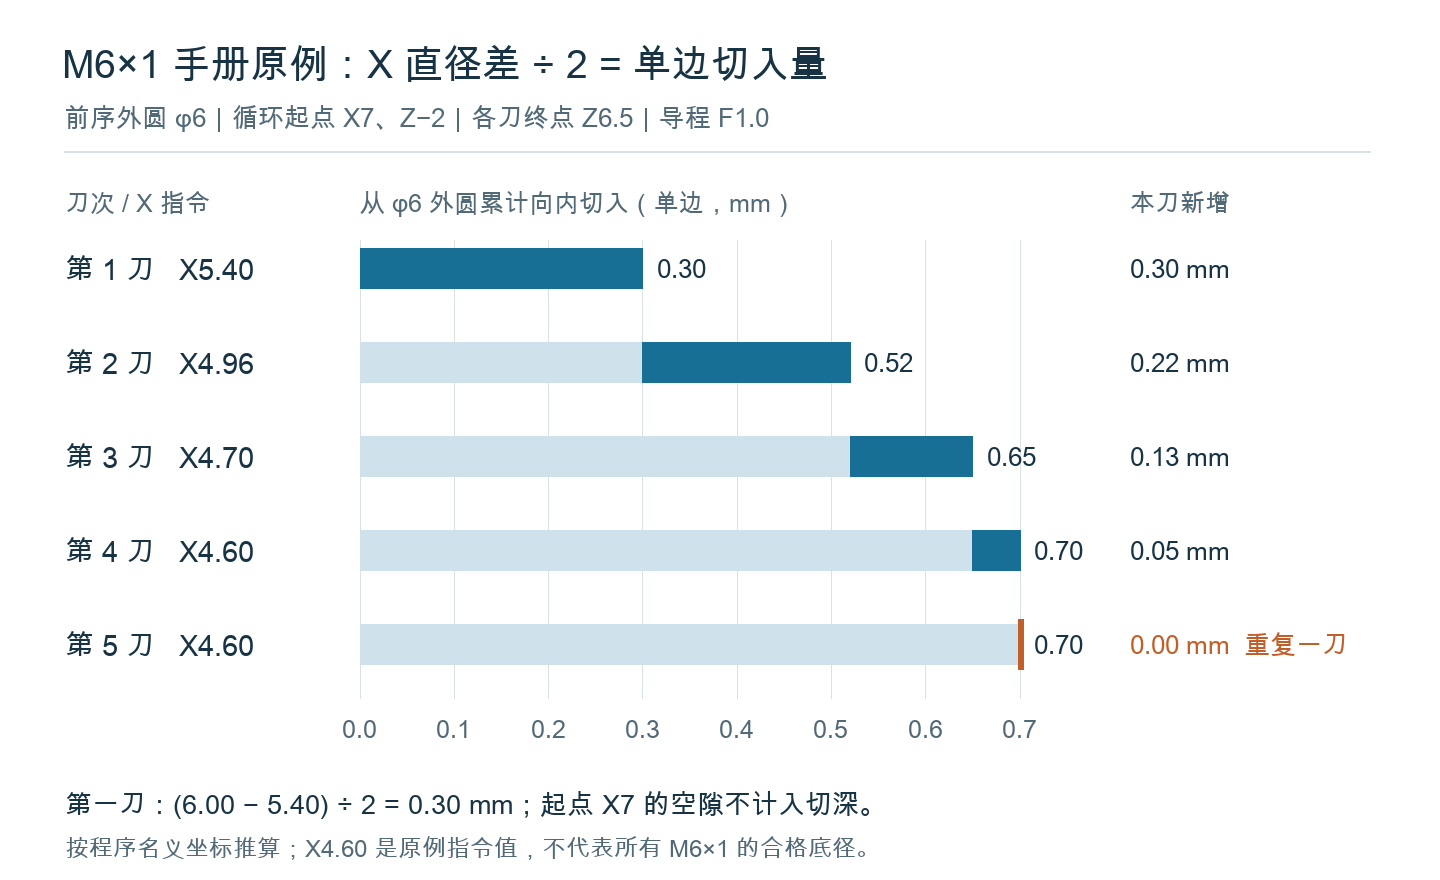 M6×1 手册原例：X 直径差 ÷ 2 = 单边切入量
前序外圆 φ6｜循环起点 X7、Z−2｜各刀终点 Z6.5｜导程 F1.0
刀次 / X 指令 从 φ6 外圆累计向内切入（单边，mm） 本刀新增
第 1 刀 X5.40 0.30 0.30 mm
第 2 刀 X4.96 0.52 0.22 mm
第 3 刀 X4.70 0.65 0.13 mm
第 4 刀 X4.60 0.70 0.05 mm
第 5 刀 X4.60 0.70 0.00 mm 重复一刀
0.0 0.1 0.2 0.3 0.4 0.5 0.6 0.7
第一刀：(6.00 − 5.40) ÷ 2 = 0.30 mm；起点 X7 的空隙不计入切深。
按程序名义坐标推算；X4.60 是原例指令值，不代表所有 M6×1 的合格底径。